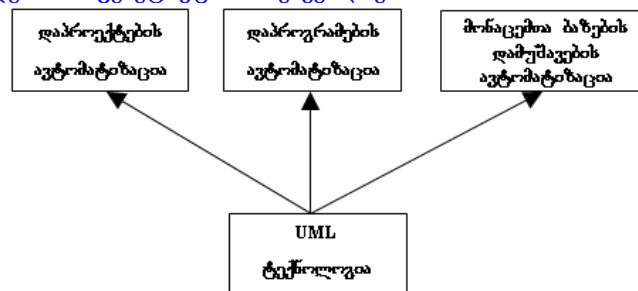 დაპროექტების
ავტომატიზაცია
დაპროგრამების
ავტომატიზაცია
მონაცემთა ბაზების
დამუშავების
ავტომატიზაცია
UML
ტექნოლოგია